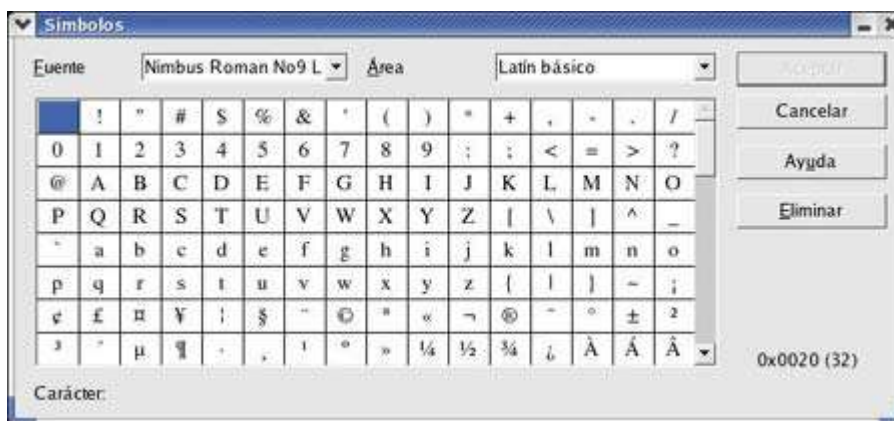 Símbolos
Fuente Nimbus Roman No9 L Área Latín básico
Aceptar
Cancelar
Ayuda
Eliminar
! " # $ % & ' ( ) * + , - . /
0 1 2 3 4 5 6 7 8 9 : ; < = > ?
@ A B C D E F G H I J K L M N O
P Q R S T U V W X Y Z [ \ ] ^ _
` a b c d e f g h i j k l m n o
p q r s t u v w x y z { | } ~ ¡
¢ £ ¤ ¥ ¦ § ¨ © ª « ¬ ® ¯ ° ± ²
³ ´ µ ¶ · ¸ ¹ º » ¼ ½ ¾ ¿ À Á Â
0x0020 (32)
Carácter: